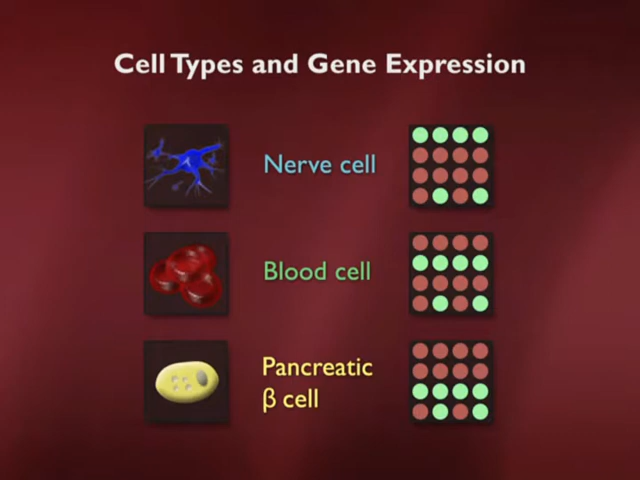 Cell Types and Gene Expression
Nerve cell
Blood cell
Pancreatic
β cell